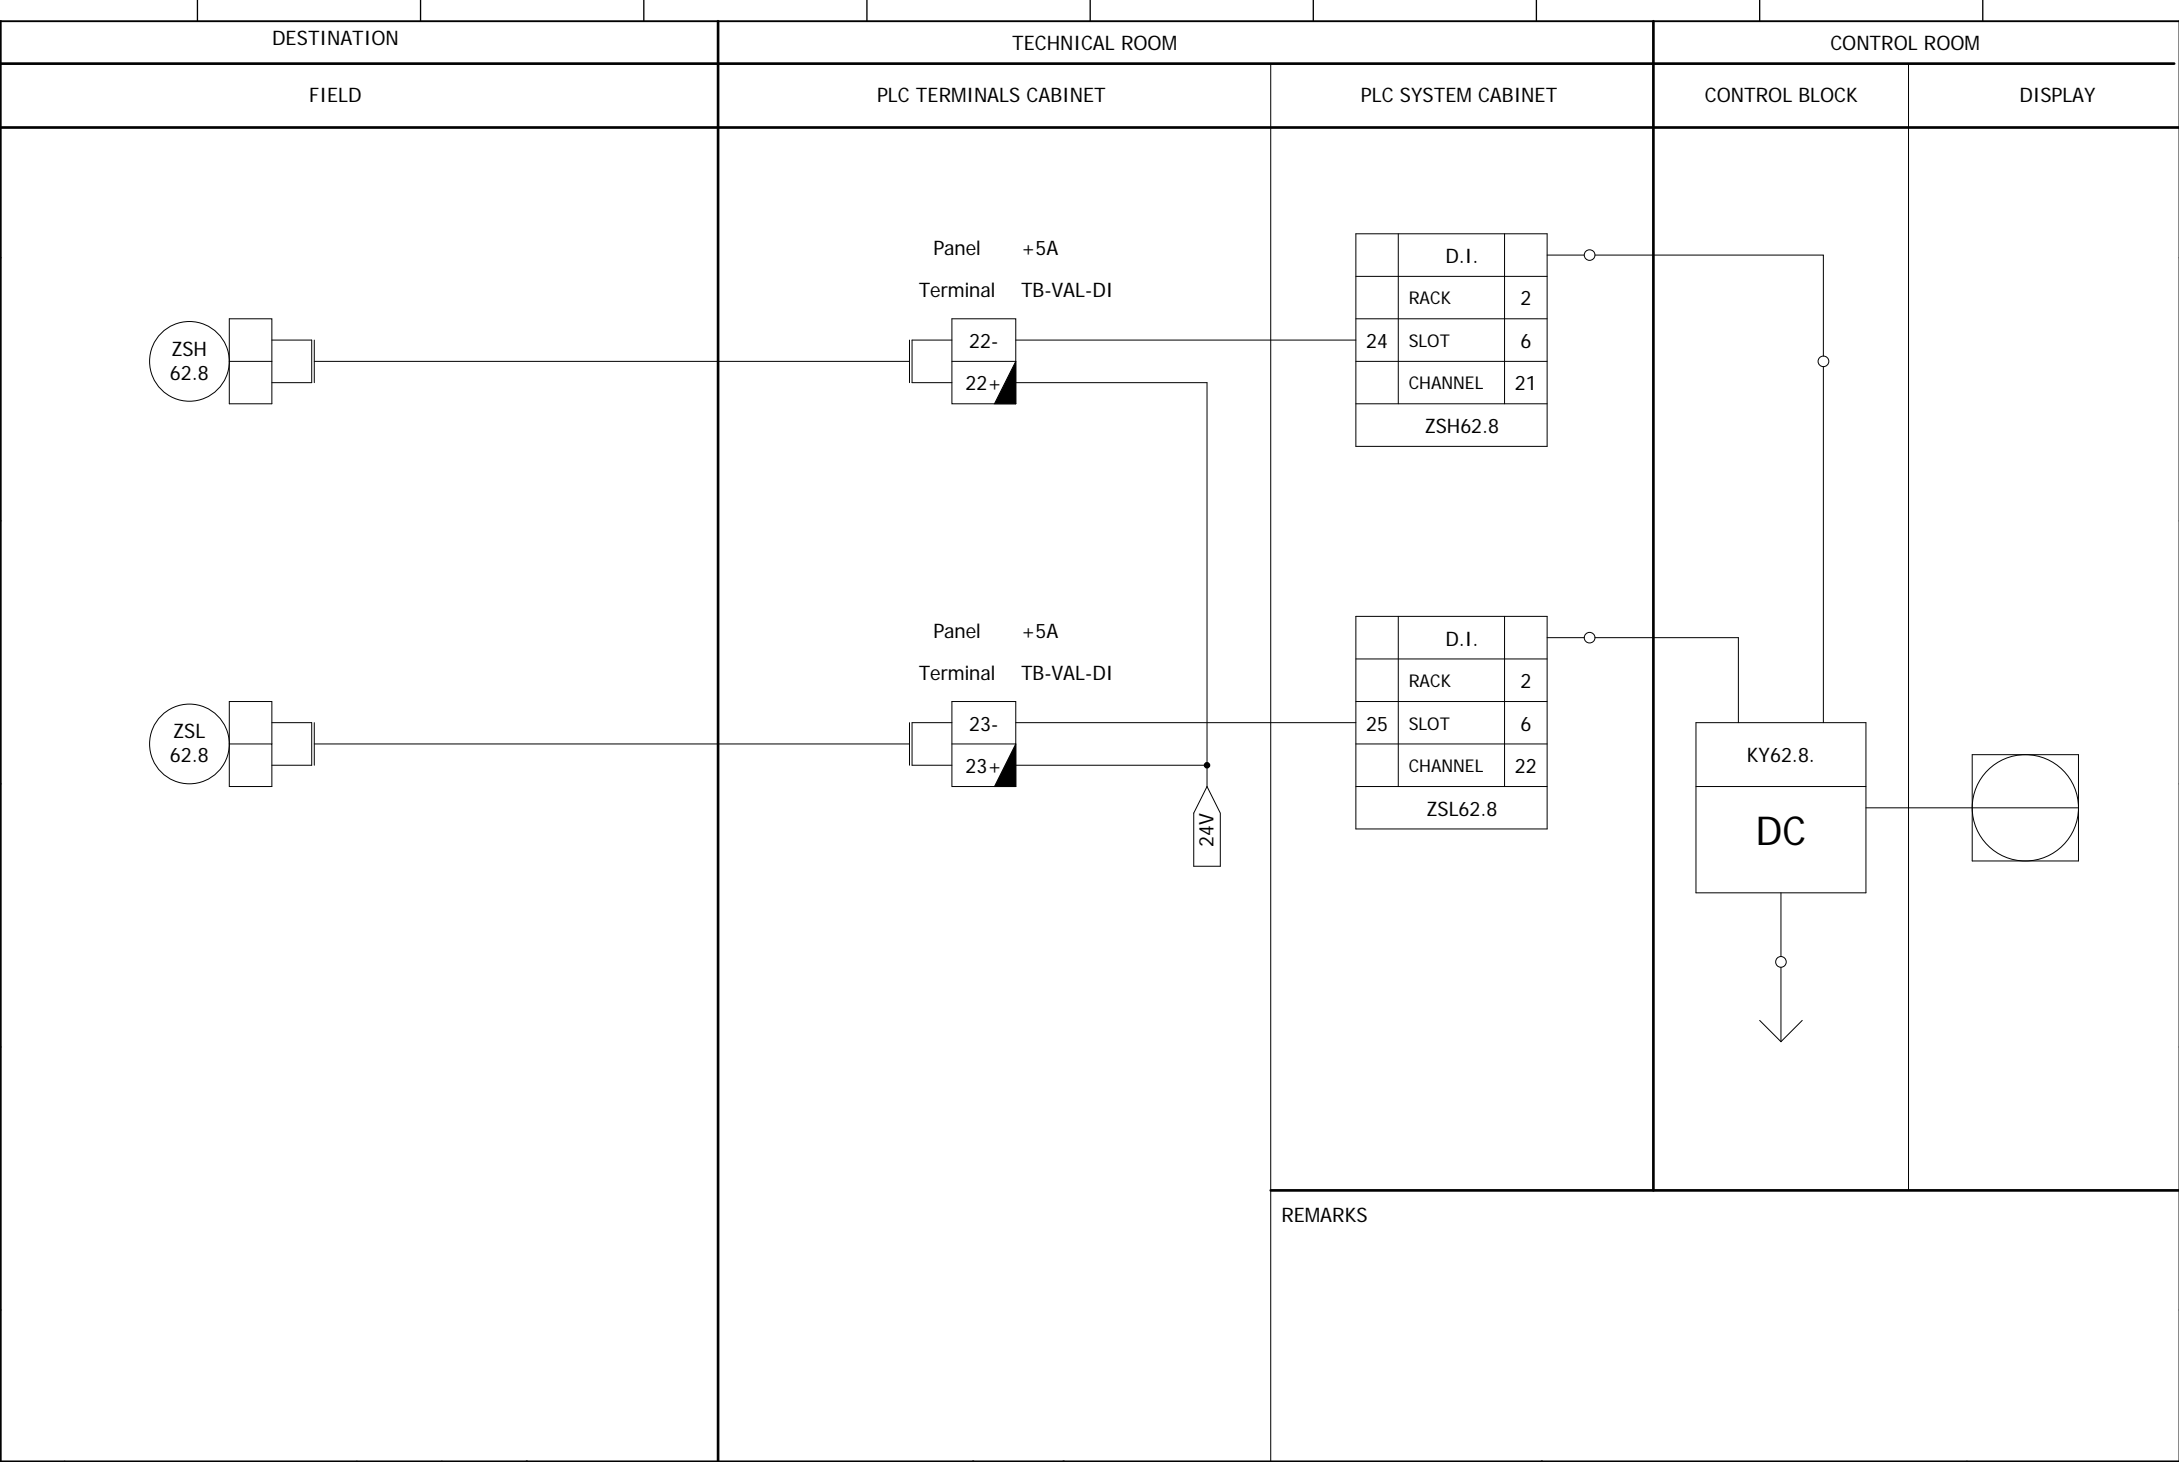 DESTINATION
TECHNICAL ROOM
CONTROL ROOM
FIELD
PLC TERMINALS CABINET
PLC SYSTEM CABINET
CONTROL BLOCK
DISPLAY
Panel +5A
Terminal TB-VAL-DI
ZSH
62.8
22-
22+
D.I.
RACK 2
24 SLOT 6
CHANNEL 21
ZSH62.8
Panel +5A
Terminal TB-VAL-DI
ZSL
62.8
23-
23+
24V
D.I.
RACK 2
25 SLOT 6
CHANNEL 22
ZSL62.8
KY62.8.
DC
REMARKS